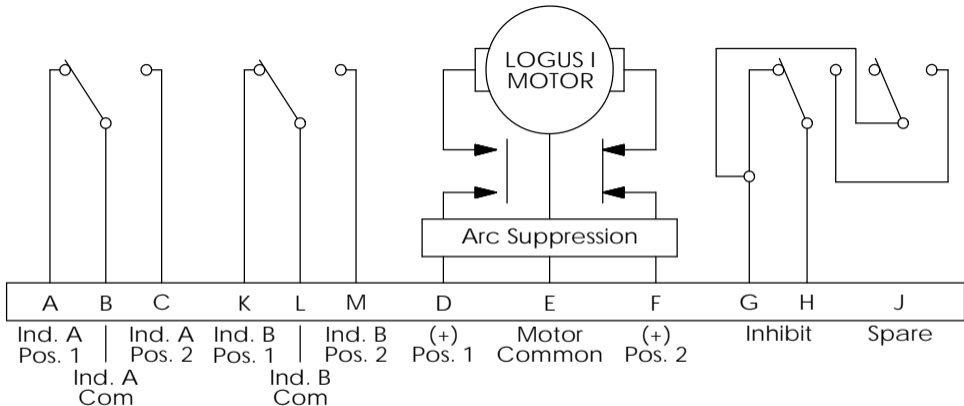 LOGUS I
MOTOR
Arc Suppression
A B C K L M D E F G H J
Ind. A
Pos. 1
Ind. A
Com
Ind. A
Pos. 2
Ind. B
Pos. 1
Ind. B
Com
Ind. B
Pos. 2
(+)
Pos. 1
Motor
Common
(+)
Pos. 2
Inhibit
Spare